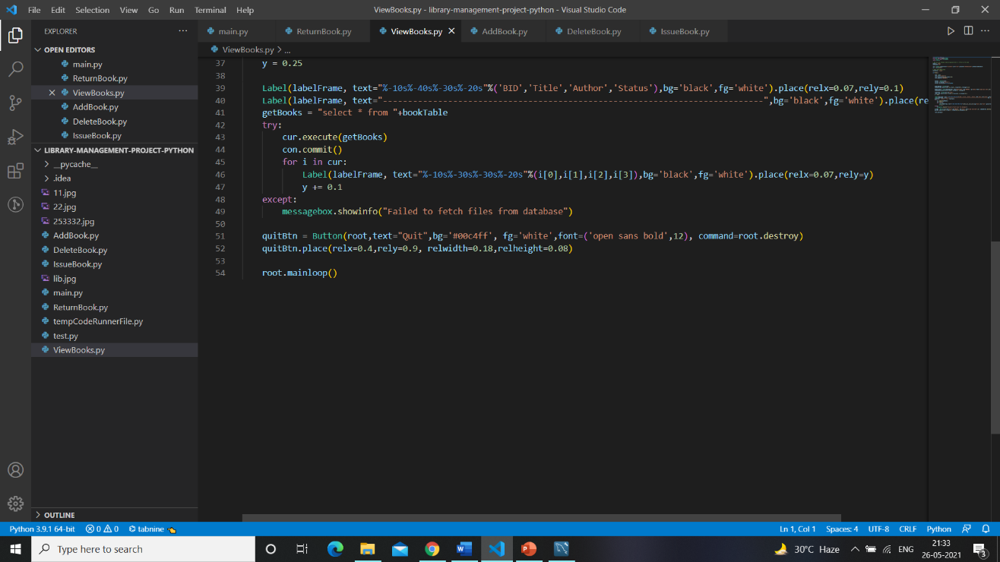 File Edit Selection View Go Run Terminal Help
ViewBooks.py - library-management-project-python - Visual Studio Code
EXPLORER
main.py
ReturnBook.py
ViewBooks.py
AddBook.py
DeleteBook.py
IssueBook.py
OPEN EDITORS
main.py
ReturnBook.py
ViewBooks.py
AddBook.py
DeleteBook.py
IssueBook.py
LIBRARY-MANAGEMENT-PROJECT-PYTHON
__pycache__
.idea
11.jpg
22.jpg
253332.jpg
AddBook.py
DeleteBook.py
IssueBook.py
lib.jpg
main.py
ReturnBook.py
tempCodeRunnerFile.py
test.py
ViewBooks.py
OUTLINE
ViewBooks.py > ...
37 y = 0.25
38
39 Label(labelFrame, text="%-10s%-40s%-30s%-20s"%('BID','Title','Author','Status'),bg='black',fg='white').place(relx=0.07,rely=0.1)
40 Label(labelFrame, text="----------------------------------------------------------------------------",bg='black',fg='white').place(re
41 getBooks = "select * from "+bookTable
42 try:
43 cur.execute(getBooks)
44 con.commit()
45 for i in cur:
46 Label(labelFrame, text="%-10s%-30s%-30s%-20s"%(i[0],i[1],i[2],i[3]),bg='black',fg='white').place(relx=0.07,rely=y)
47 y += 0.1
48 except:
49 messagebox.showinfo("Failed to fetch files from database")
50
51 quitBtn = Button(root,text="Quit",bg='#00c4ff', fg='white',font=('open sans bold',12), command=root.destroy)
52 quitBtn.place(relx=0.4,rely=0.9, relwidth=0.18,relheight=0.08)
53
54 root.mainloop()
Python 3.9.1 64-bit 0 0 tabnine
Ln 1, Col 1 Spaces: 4 UTF-8 CRLF Python
Type here to search
30°C Haze ENG
21:33
26-05-2021
3